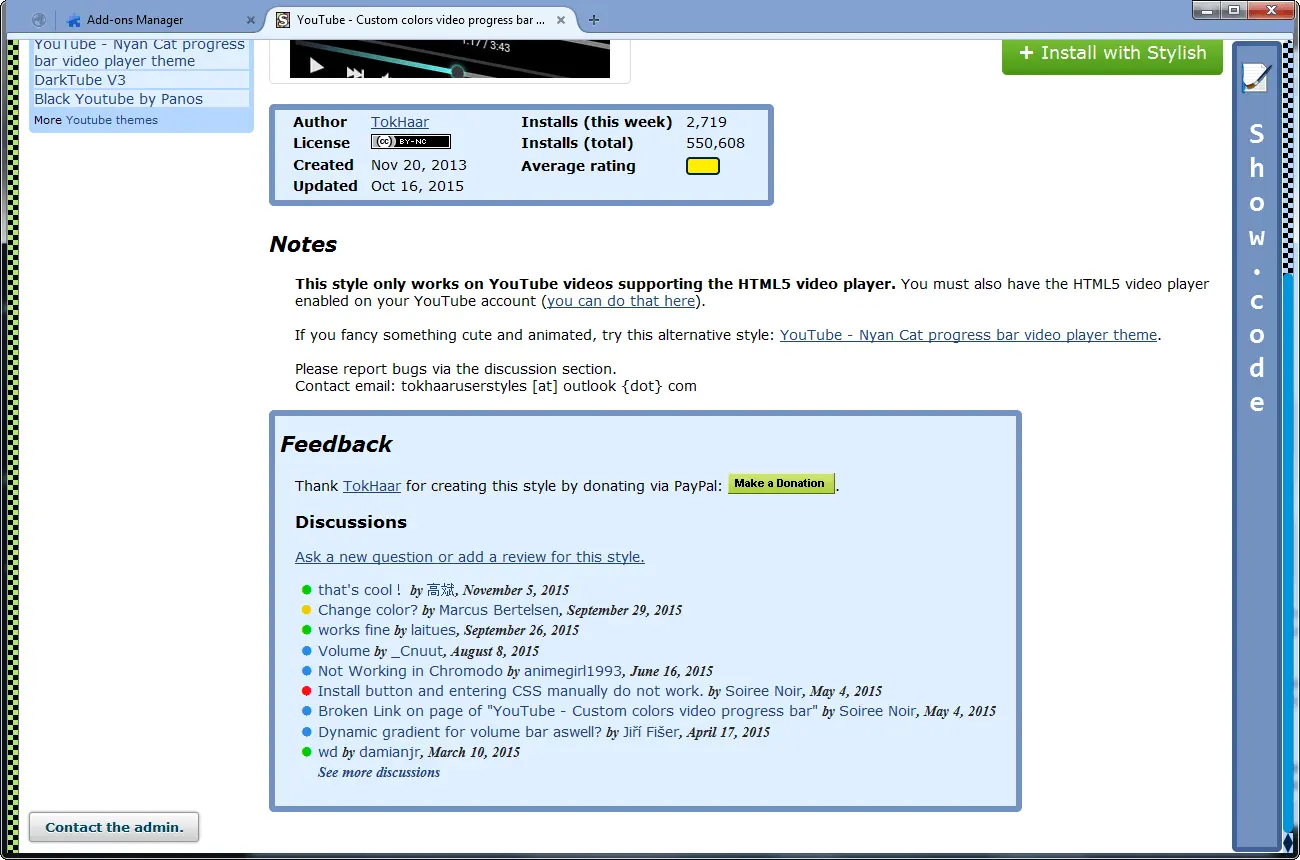 Add-ons Manager
YouTube - Custom colors video progress bar ...
YouTube - Nyan Cat progress
bar video player theme
DarkTube V3
Black Youtube by Panos
More Youtube themes
1:17 / 3:43
+ Install with Stylish
Author TokHaar Installs (this week) 2,719
License (cc) BY-NC Installs (total) 550,608
Created Nov 20, 2013 Average rating
Updated Oct 16, 2015
Notes
This style only works on YouTube videos supporting the HTML5 video player. You must also have the HTML5 video player
enabled on your YouTube account (you can do that here).
If you fancy something cute and animated, try this alternative style: YouTube - Nyan Cat progress bar video player theme.
Please report bugs via the discussion section.
Contact email: tokhaaruserstyles [at] outlook {dot} com
Feedback
Thank TokHaar for creating this style by donating via PayPal: Make a Donation.
Discussions
Ask a new question or add a review for this style.
that's cool！ by 高斌, November 5, 2015
Change color? by Marcus Bertelsen, September 29, 2015
works fine by laitues, September 26, 2015
Volume by _Cnuut, August 8, 2015
Not Working in Chromodo by animegirl1993, June 16, 2015
Install button and entering CSS manually do not work. by Soiree Noir, May 4, 2015
Broken Link on page of "YouTube - Custom colors video progress bar" by Soiree Noir, May 4, 2015
Dynamic gradient for volume bar aswell? by Jiří Fišer, April 17, 2015
wd by damianjr, March 10, 2015
See more discussions
Contact the admin.
Show.code